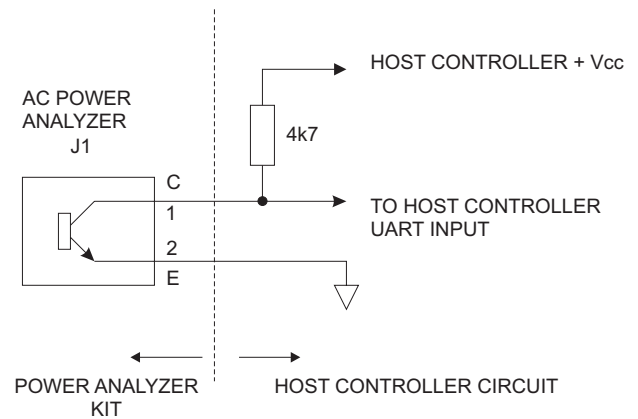 HOST CONTROLLER + Vcc
AC POWER
ANALYZER
J1
4k7
C
1
TO HOST CONTROLLER
UART INPUT
2
E
POWER ANALYZER
KIT
HOST CONTROLLER CIRCUIT